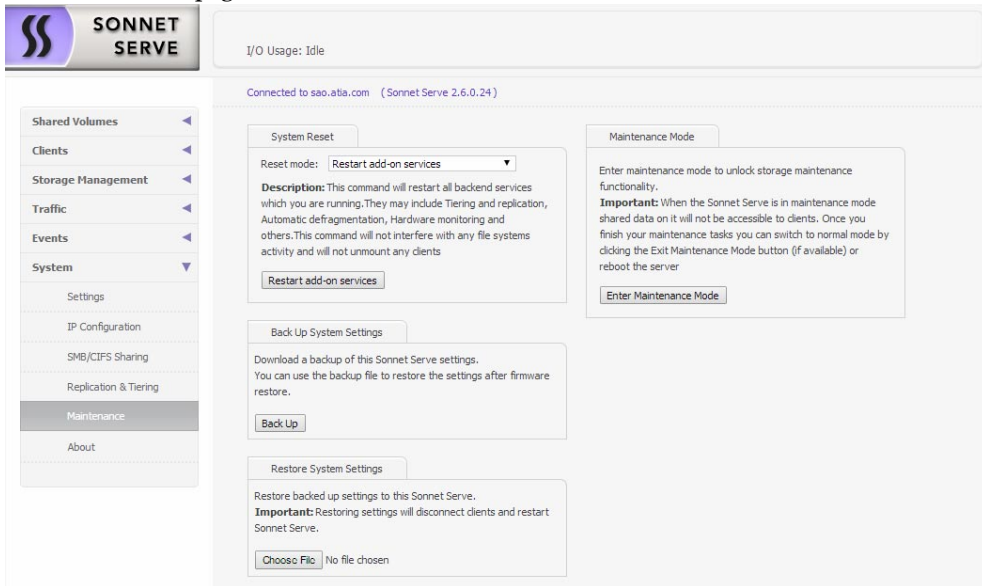 SONNET
SERVE
I/O Usage: Idle
Connected to sao.atia.com (Sonnet Serve 2.6.0.24)
Shared Volumes
Clients
Storage Management
Traffic
Events
System
Settings
IP Configuration
SMB/CIFS Sharing
Replication & Tiering
Maintenance
About
System Reset
Reset mode: Restart add-on services
Description: This command will restart all backend services
which you are running.They may include Tiering and replication,
Automatic defragmentation, Hardware monitoring and
others.This command will not interfere with any file systems
activity and will not unmount any clients
Restart add-on services
Back Up System Settings
Download a backup of this Sonnet Serve settings.
You can use the backup file to restore the settings after firmware
restore.
Back Up
Restore System Settings
Restore backed up settings to this Sonnet Serve.
Important: Restoring settings will disconnect clients and restart
Sonnet Serve.
Choose File No file chosen
Maintenance Mode
Enter maintenance mode to unlock storage maintenance
functionality.
Important: When the Sonnet Serve is in maintenance mode
shared data on it will not be accessible to clients. Once you
finish your maintenance tasks you can switch to normal mode by
clicking the Exit Maintenance Mode button (if available) or
reboot the server
Enter Maintenance Mode